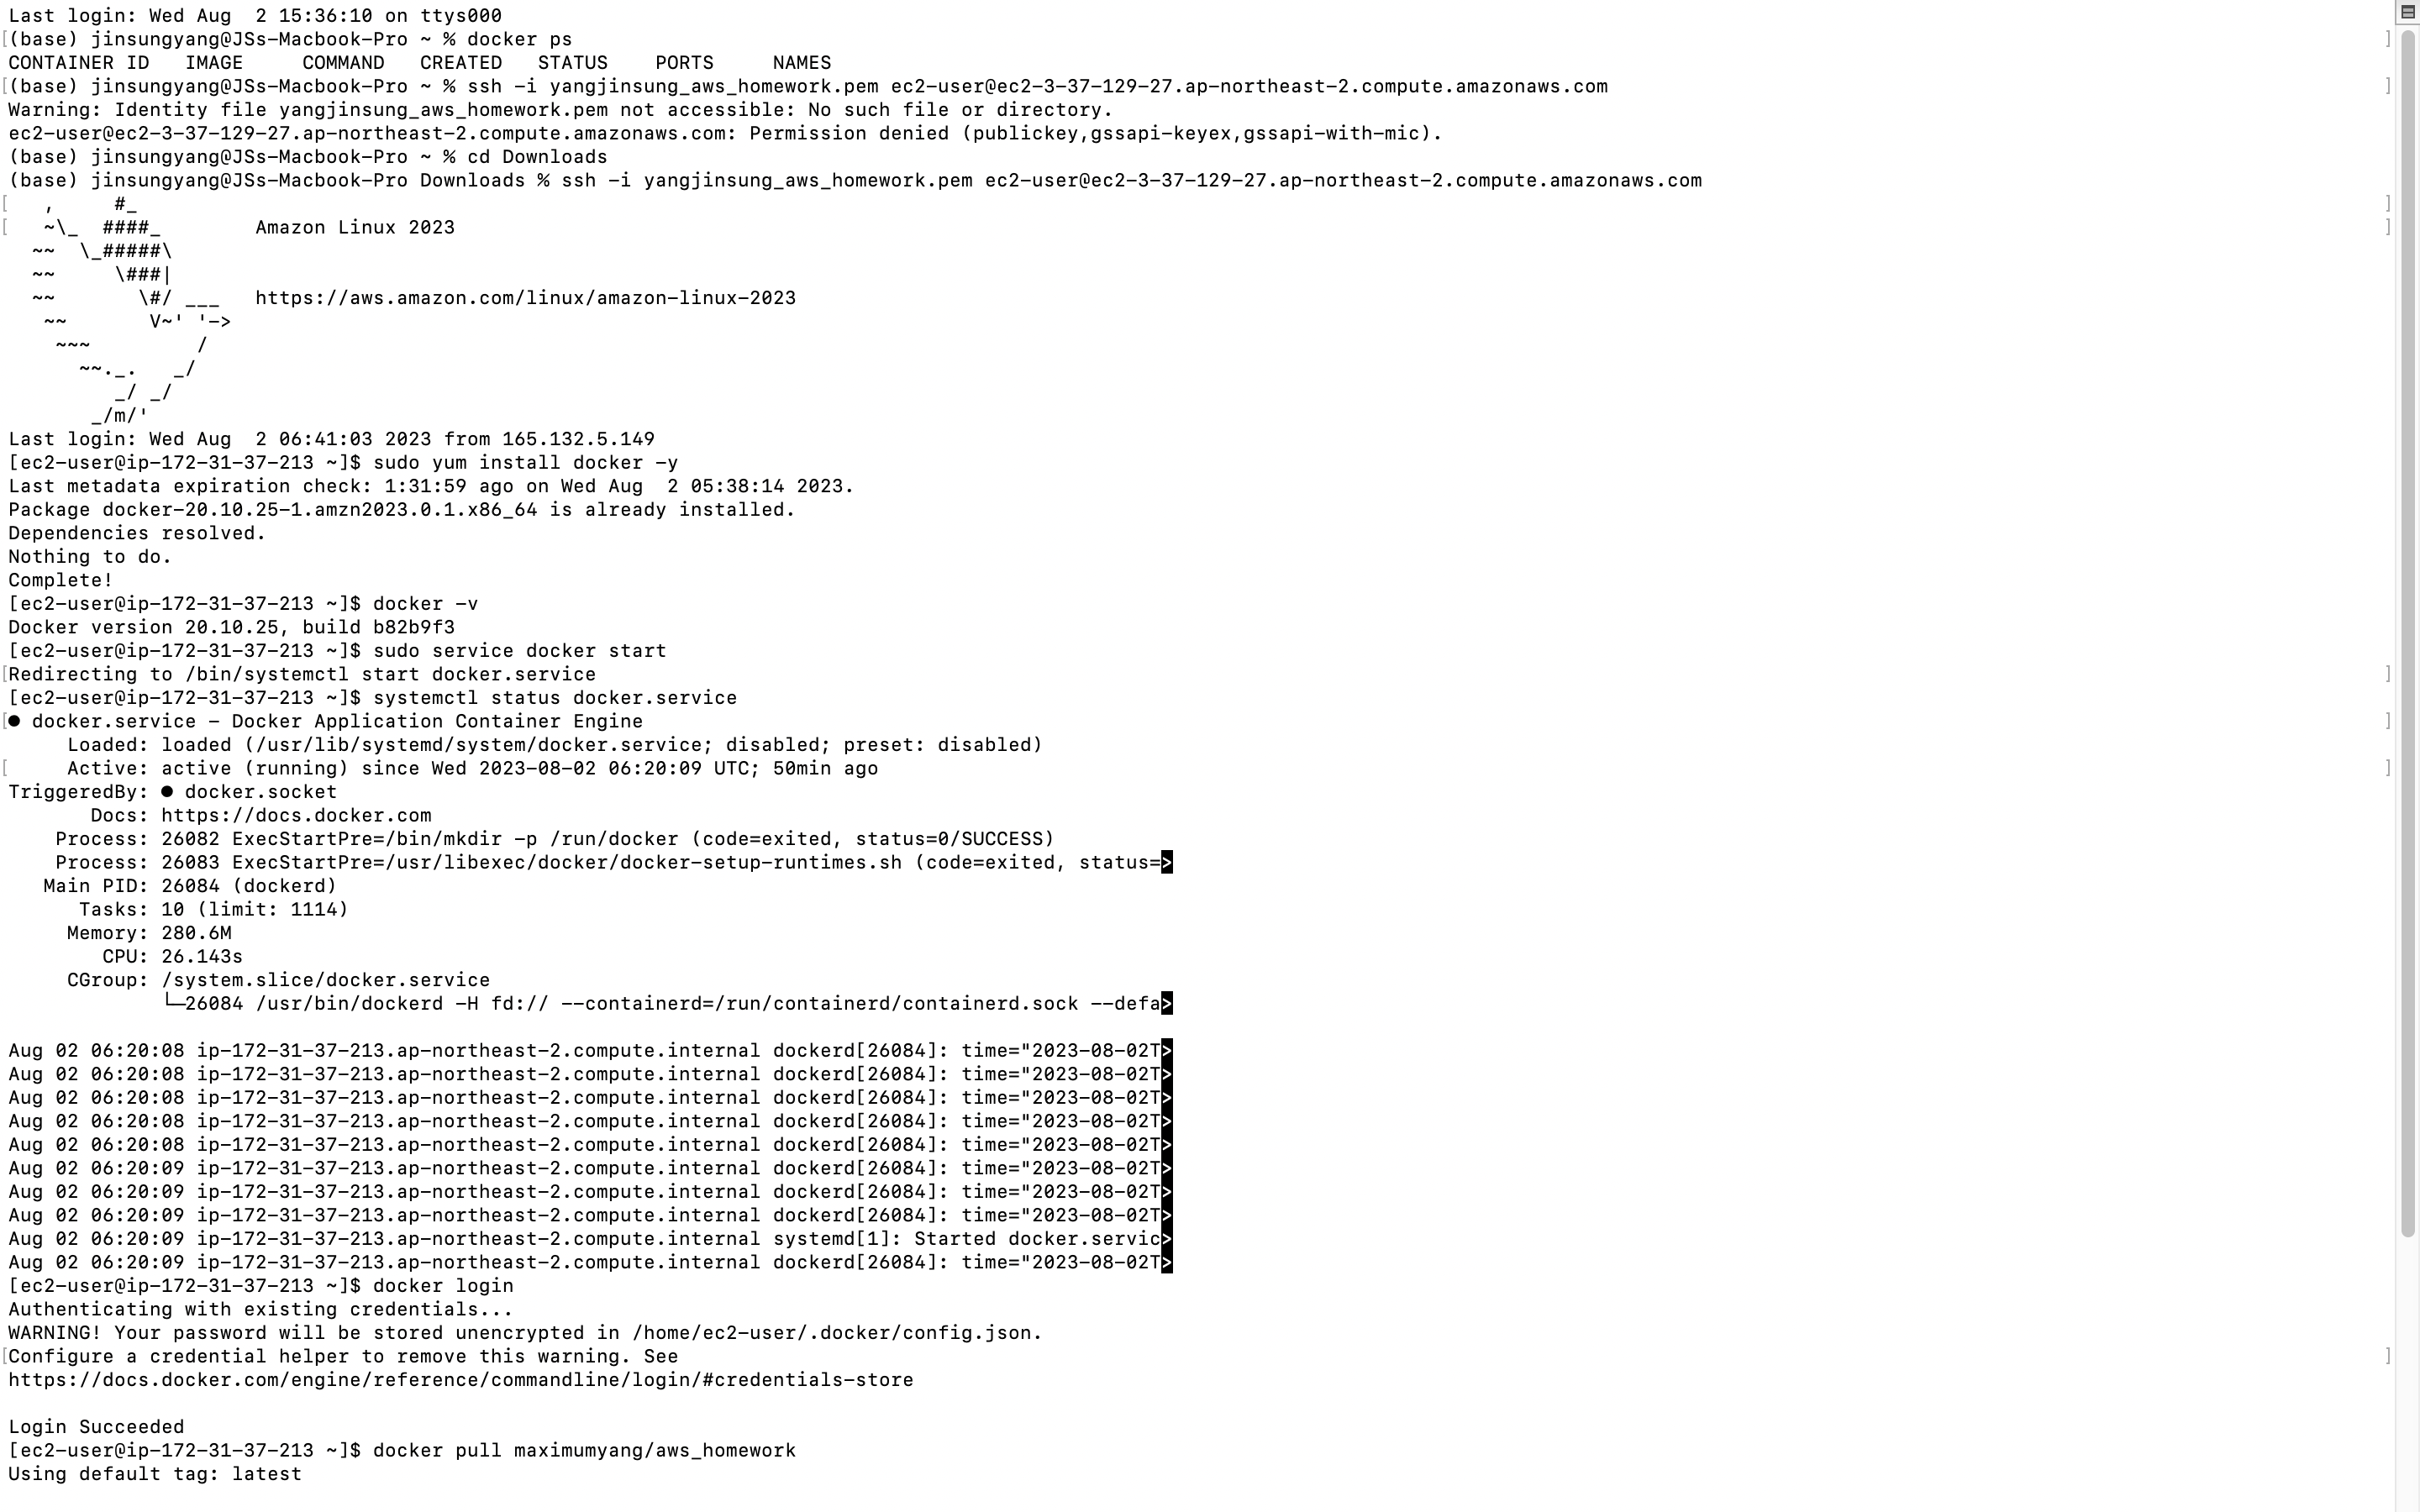 Last login: Wed Aug  2 15:36:10 on ttys000
[(base) jinsungyang@JSs-Macbook-Pro ~ % docker ps ]
CONTAINER ID   IMAGE     COMMAND   CREATED   STATUS    PORTS     NAMES
[(base) jinsungyang@JSs-Macbook-Pro ~ % ssh -i yangjinsung_aws_homework.pem ec2-user@ec2-3-37-129-27.ap-northeast-2.compute.amazonaws.com ]
Warning: Identity file yangjinsung_aws_homework.pem not accessible: No such file or directory.
ec2-user@ec2-3-37-129-27.ap-northeast-2.compute.amazonaws.com: Permission denied (publickey,gssapi-keyex,gssapi-with-mic).
(base) jinsungyang@JSs-Macbook-Pro ~ % cd Downloads
(base) jinsungyang@JSs-Macbook-Pro Downloads % ssh -i yangjinsung_aws_homework.pem ec2-user@ec2-3-37-129-27.ap-northeast-2.compute.amazonaws.com
[   ,     #_ ]
[   ~\_  ####_        Amazon Linux 2023 ]
  ~~  \_#####\
  ~~     \###|
  ~~       \#/ ___   https://aws.amazon.com/linux/amazon-linux-2023
   ~~       V~' '->
    ~~~         /
      ~~._.   _/
         _/ _/
       _/m/'
Last login: Wed Aug  2 06:41:03 2023 from 165.132.5.149
[ec2-user@ip-172-31-37-213 ~]$ sudo yum install docker -y
Last metadata expiration check: 1:31:59 ago on Wed Aug  2 05:38:14 2023.
Package docker-20.10.25-1.amzn2023.0.1.x86_64 is already installed.
Dependencies resolved.
Nothing to do.
Complete!
[ec2-user@ip-172-31-37-213 ~]$ docker -v
Docker version 20.10.25, build b82b9f3
[ec2-user@ip-172-31-37-213 ~]$ sudo service docker start
[Redirecting to /bin/systemctl start docker.service ]
[ec2-user@ip-172-31-37-213 ~]$ systemctl status docker.service
[● docker.service - Docker Application Container Engine ]
     Loaded: loaded (/usr/lib/systemd/system/docker.service; disabled; preset: disabled)
[     Active: active (running) since Wed 2023-08-02 06:20:09 UTC; 50min ago ]
TriggeredBy: ● docker.socket
       Docs: https://docs.docker.com
    Process: 26082 ExecStartPre=/bin/mkdir -p /run/docker (code=exited, status=0/SUCCESS)
    Process: 26083 ExecStartPre=/usr/libexec/docker/docker-setup-runtimes.sh (code=exited, status=>
   Main PID: 26084 (dockerd)
      Tasks: 10 (limit: 1114)
     Memory: 280.6M
        CPU: 26.143s
     CGroup: /system.slice/docker.service
             └─26084 /usr/bin/dockerd -H fd:// --containerd=/run/containerd/containerd.sock --defa>
Aug 02 06:20:08 ip-172-31-37-213.ap-northeast-2.compute.internal dockerd[26084]: time="2023-08-02T>
Aug 02 06:20:08 ip-172-31-37-213.ap-northeast-2.compute.internal dockerd[26084]: time="2023-08-02T>
Aug 02 06:20:08 ip-172-31-37-213.ap-northeast-2.compute.internal dockerd[26084]: time="2023-08-02T>
Aug 02 06:20:08 ip-172-31-37-213.ap-northeast-2.compute.internal dockerd[26084]: time="2023-08-02T>
Aug 02 06:20:08 ip-172-31-37-213.ap-northeast-2.compute.internal dockerd[26084]: time="2023-08-02T>
Aug 02 06:20:09 ip-172-31-37-213.ap-northeast-2.compute.internal dockerd[26084]: time="2023-08-02T>
Aug 02 06:20:09 ip-172-31-37-213.ap-northeast-2.compute.internal dockerd[26084]: time="2023-08-02T>
Aug 02 06:20:09 ip-172-31-37-213.ap-northeast-2.compute.internal dockerd[26084]: time="2023-08-02T>
Aug 02 06:20:09 ip-172-31-37-213.ap-northeast-2.compute.internal systemd[1]: Started docker.servic>
Aug 02 06:20:09 ip-172-31-37-213.ap-northeast-2.compute.internal dockerd[26084]: time="2023-08-02T>
[ec2-user@ip-172-31-37-213 ~]$ docker login
Authenticating with existing credentials...
WARNING! Your password will be stored unencrypted in /home/ec2-user/.docker/config.json.
[Configure a credential helper to remove this warning. See ]
https://docs.docker.com/engine/reference/commandline/login/#credentials-store
Login Succeeded
[ec2-user@ip-172-31-37-213 ~]$ docker pull maximumyang/aws_homework
Using default tag: latest